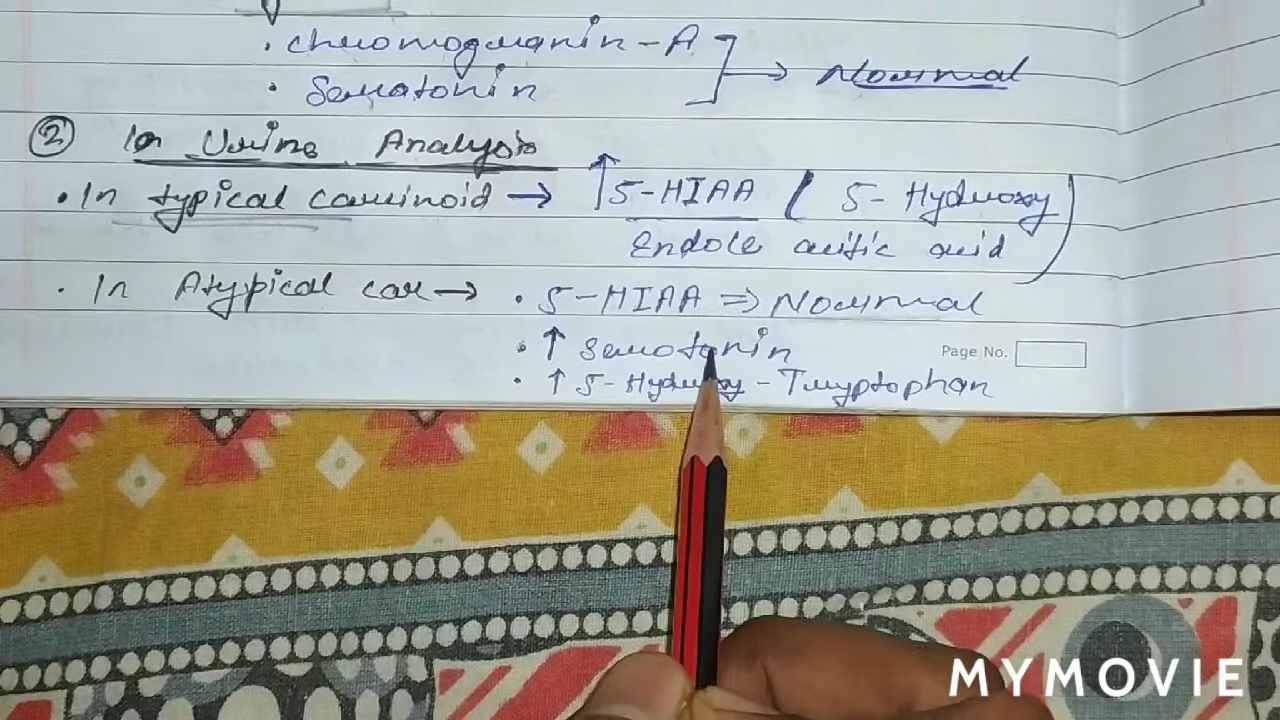 • Chromogranin - A
• Serotonin → Normal
② In Urine Analysis
• In typical carcinoid → ↑ 5-HIAA ( 5- Hydroxy
Endole acitic acid )
• In Atypical car → • 5-HIAA ⇒ Normal
• ↑ Serotonin
Page No.
• ↑ 5- Hydroxy - Tryptophan
MYMOVIE